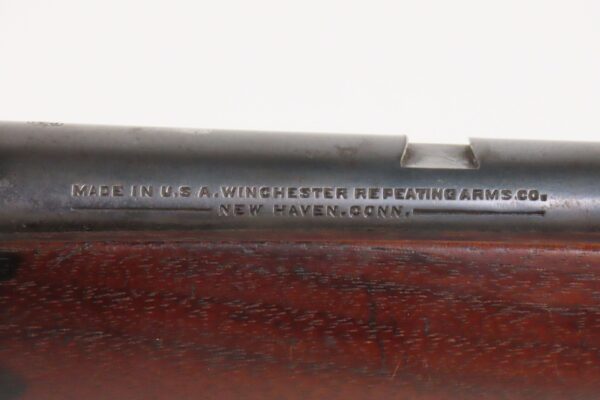 MADE IN U.S.A. WINCHESTER REPEATING ARMS CO.
NEW HAVEN. CONN.